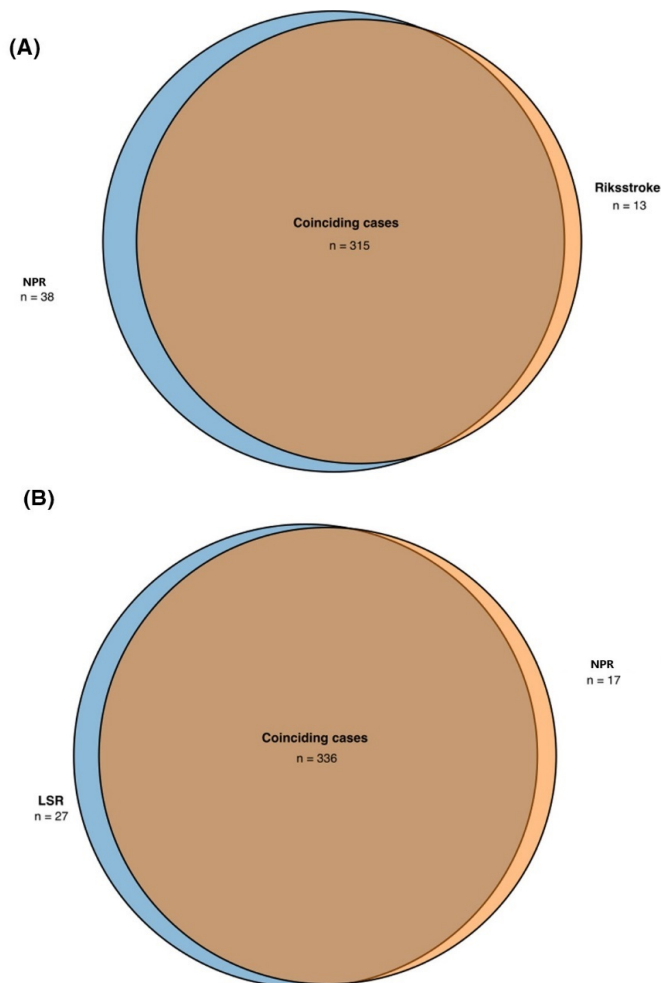 (A)
Riksstroke
n = 13
Coinciding cases
n = 315
NPR
n = 38
(B)
NPR
n = 17
Coinciding cases
n = 336
LSR
n = 27